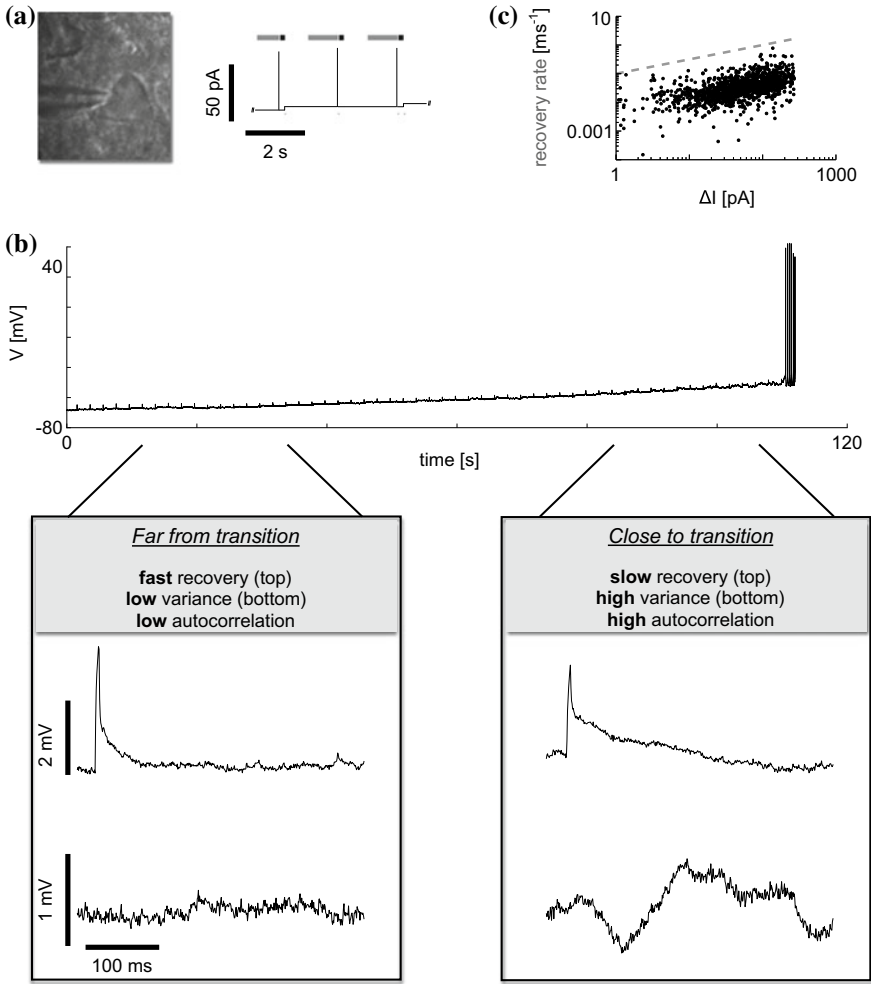 (a)
50 pA
2 s
(c)
recovery rate [ms⁻¹]
10
0.001
1
1000
ΔI [pA]
(b)
V [mV]
40
-80
0
120
time [s]
Far from transition
fast recovery (top)
low variance (bottom)
low autocorrelation
2 mV
1 mV
100 ms
Close to transition
slow recovery (top)
high variance (bottom)
high autocorrelation